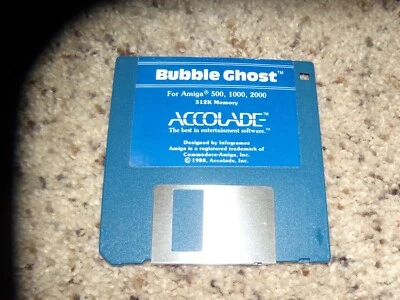 Bubble Ghost™
For Amiga® 500, 1000, 2000
512K Memory
ACCOLADE™
The best in entertainment software.™
Designed by Infogrames
Amiga is a registered trademark of
Commodore-Amiga, Inc.
© 1988, Accolade, Inc.